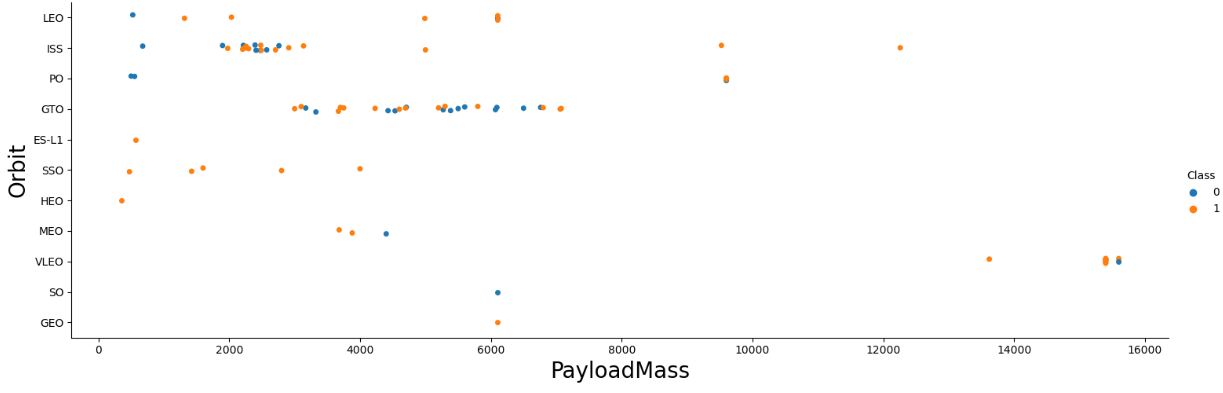 LEO
ISS
PO
GTO
ES-L1
SSO
HEO
MEO
VLEO
SO
GEO
Orbit
0 2000 4000 6000 8000 10000 12000 14000 16000
PayloadMass
Class
0
1